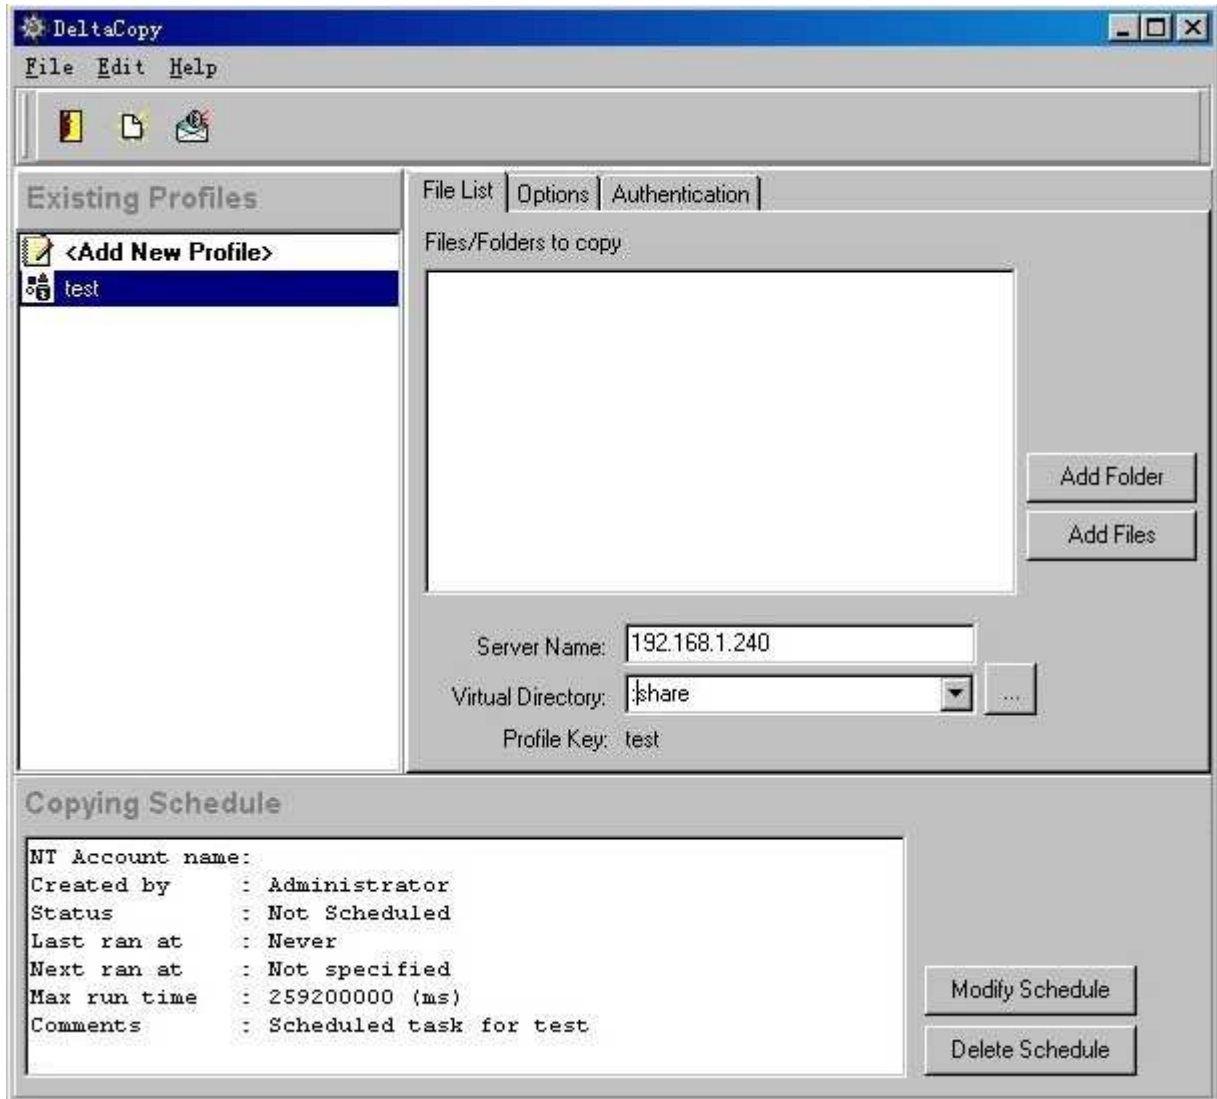 DeltaCopy
File Edit Help
Existing Profiles
<Add New Profile>
test
File List Options Authentication
Files/Folders to copy
Add Folder
Add Files
Server Name: 192.168.1.240
Virtual Directory: :share ...
Profile Key: test
Copying Schedule
NT Account name:
Created by : Administrator
Status : Not Scheduled
Last ran at : Never
Next ran at : Not specified
Max run time : 259200000 (ms)
Comments : Scheduled task for test
Modify Schedule
Delete Schedule